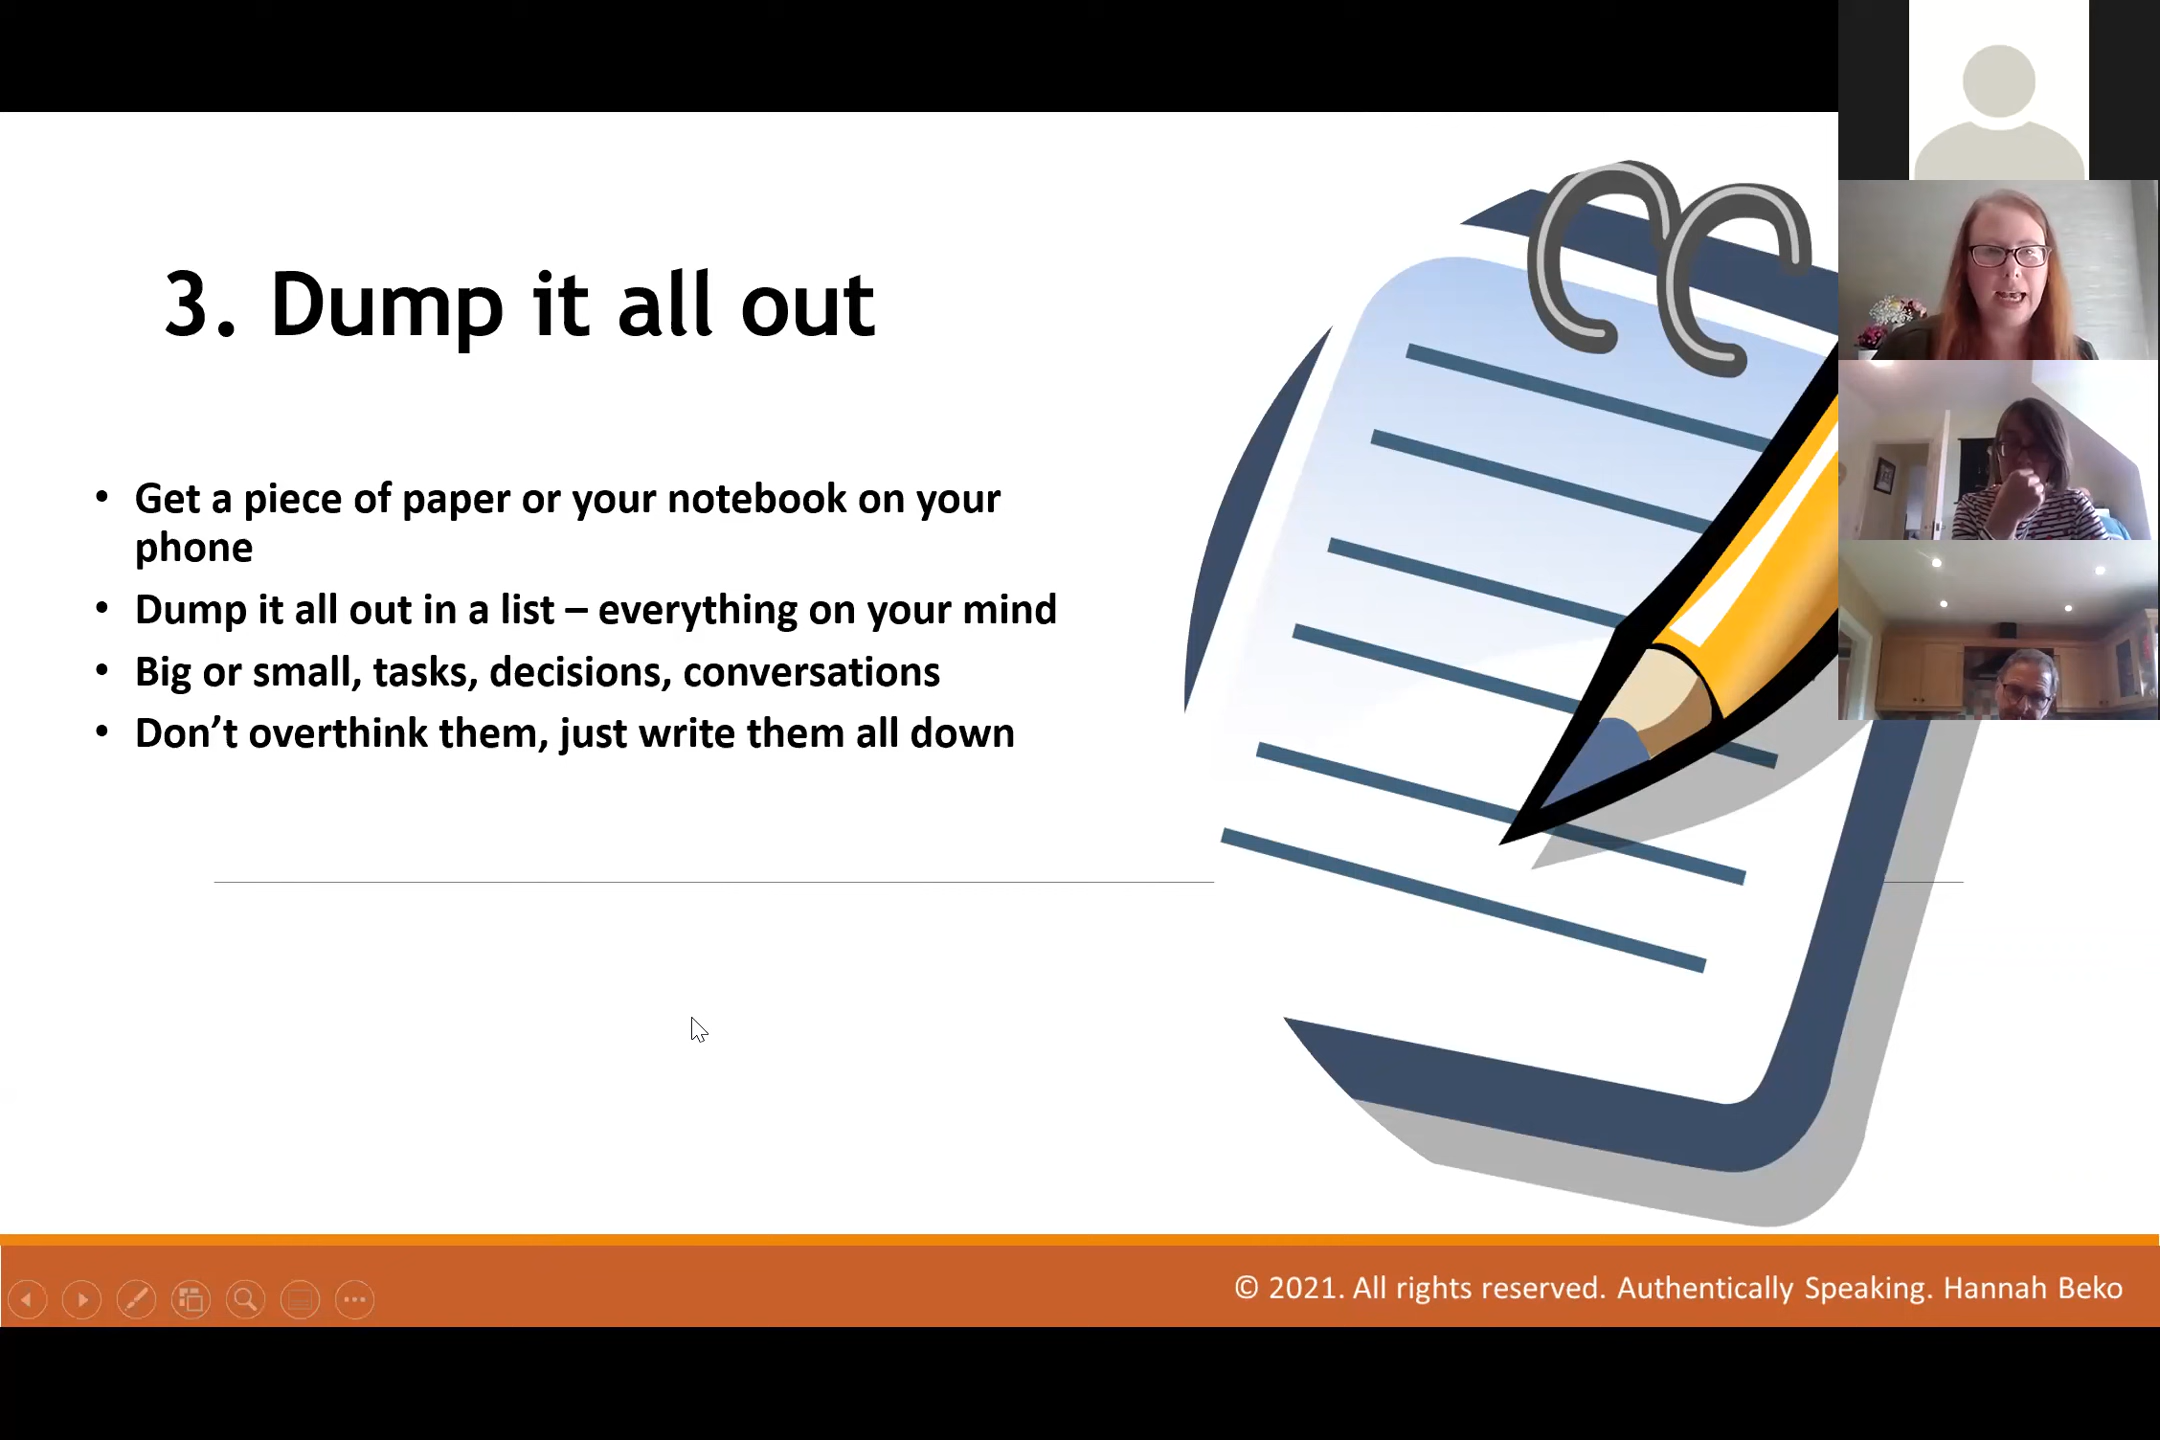 3. Dump it all out
• Get a piece of paper or your notebook on your
phone
• Dump it all out in a list – everything on your mind
• Big or small, tasks, decisions, conversations
• Don’t overthink them, just write them all down
© 2021. All rights reserved. Authentically Speaking. Hannah Beko